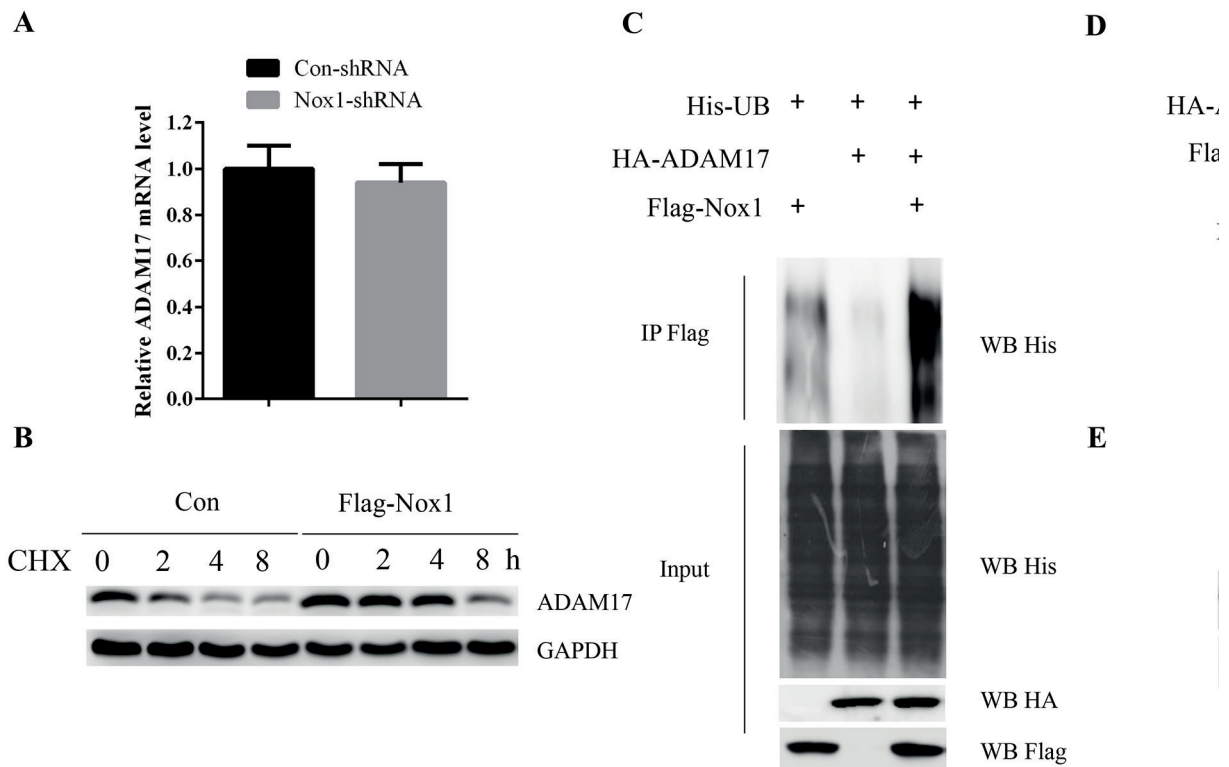 A
Con-shRNA
Nox1-shRNA
Relative ADAM17 mRNA level
1.2
1.0
0.8
0.6
0.4
0.2
0.0
B
Con Flag-Nox1
CHX 0 2 4 8 0 2 4 8 h
ADAM17
GAPDH
C
His-UB + + +
HA-ADAM17 + +
Flag-Nox1 + +
IP Flag
WB His
Input
WB His
WB HA
WB Flag
D
HA-A
Fla
E